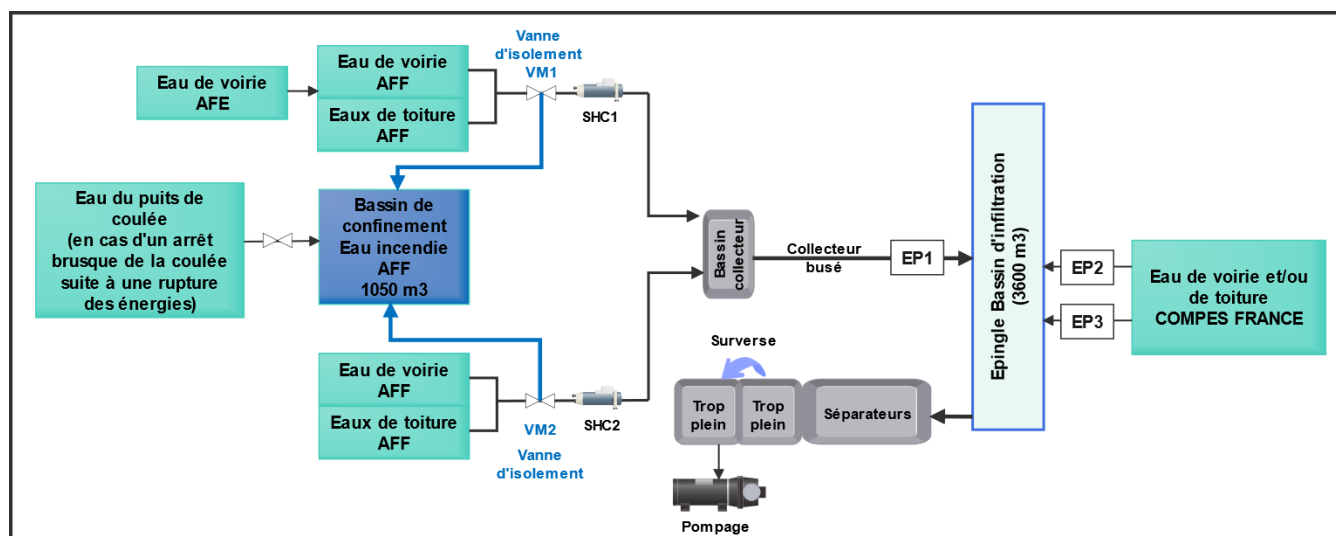 Vanne
d'isolement
VM1
Eau de voirie
AFE
Eau de voirie
AFF
Eaux de toiture
AFF
SHC1
Eau du puits de
coulée
(en cas d'un arrêt
brusque de la coulée
suite à une rupture
des énergies)
Bassin de
confinement
Eau incendie
AFF
1050 m3
Bassin
collecteur
Collecteur
busé
EP1
Epingle Bassin d'infiltration
(3600 m3)
EP2
EP3
Eau de voirie et/ou
de toiture
COMPES FRANCE
Eau de voirie
AFF
Eaux de toiture
AFF
VM2
Vanne
d'isolement
SHC2
Surverse
Trop
plein
Trop
plein
Séparateurs
Pompage